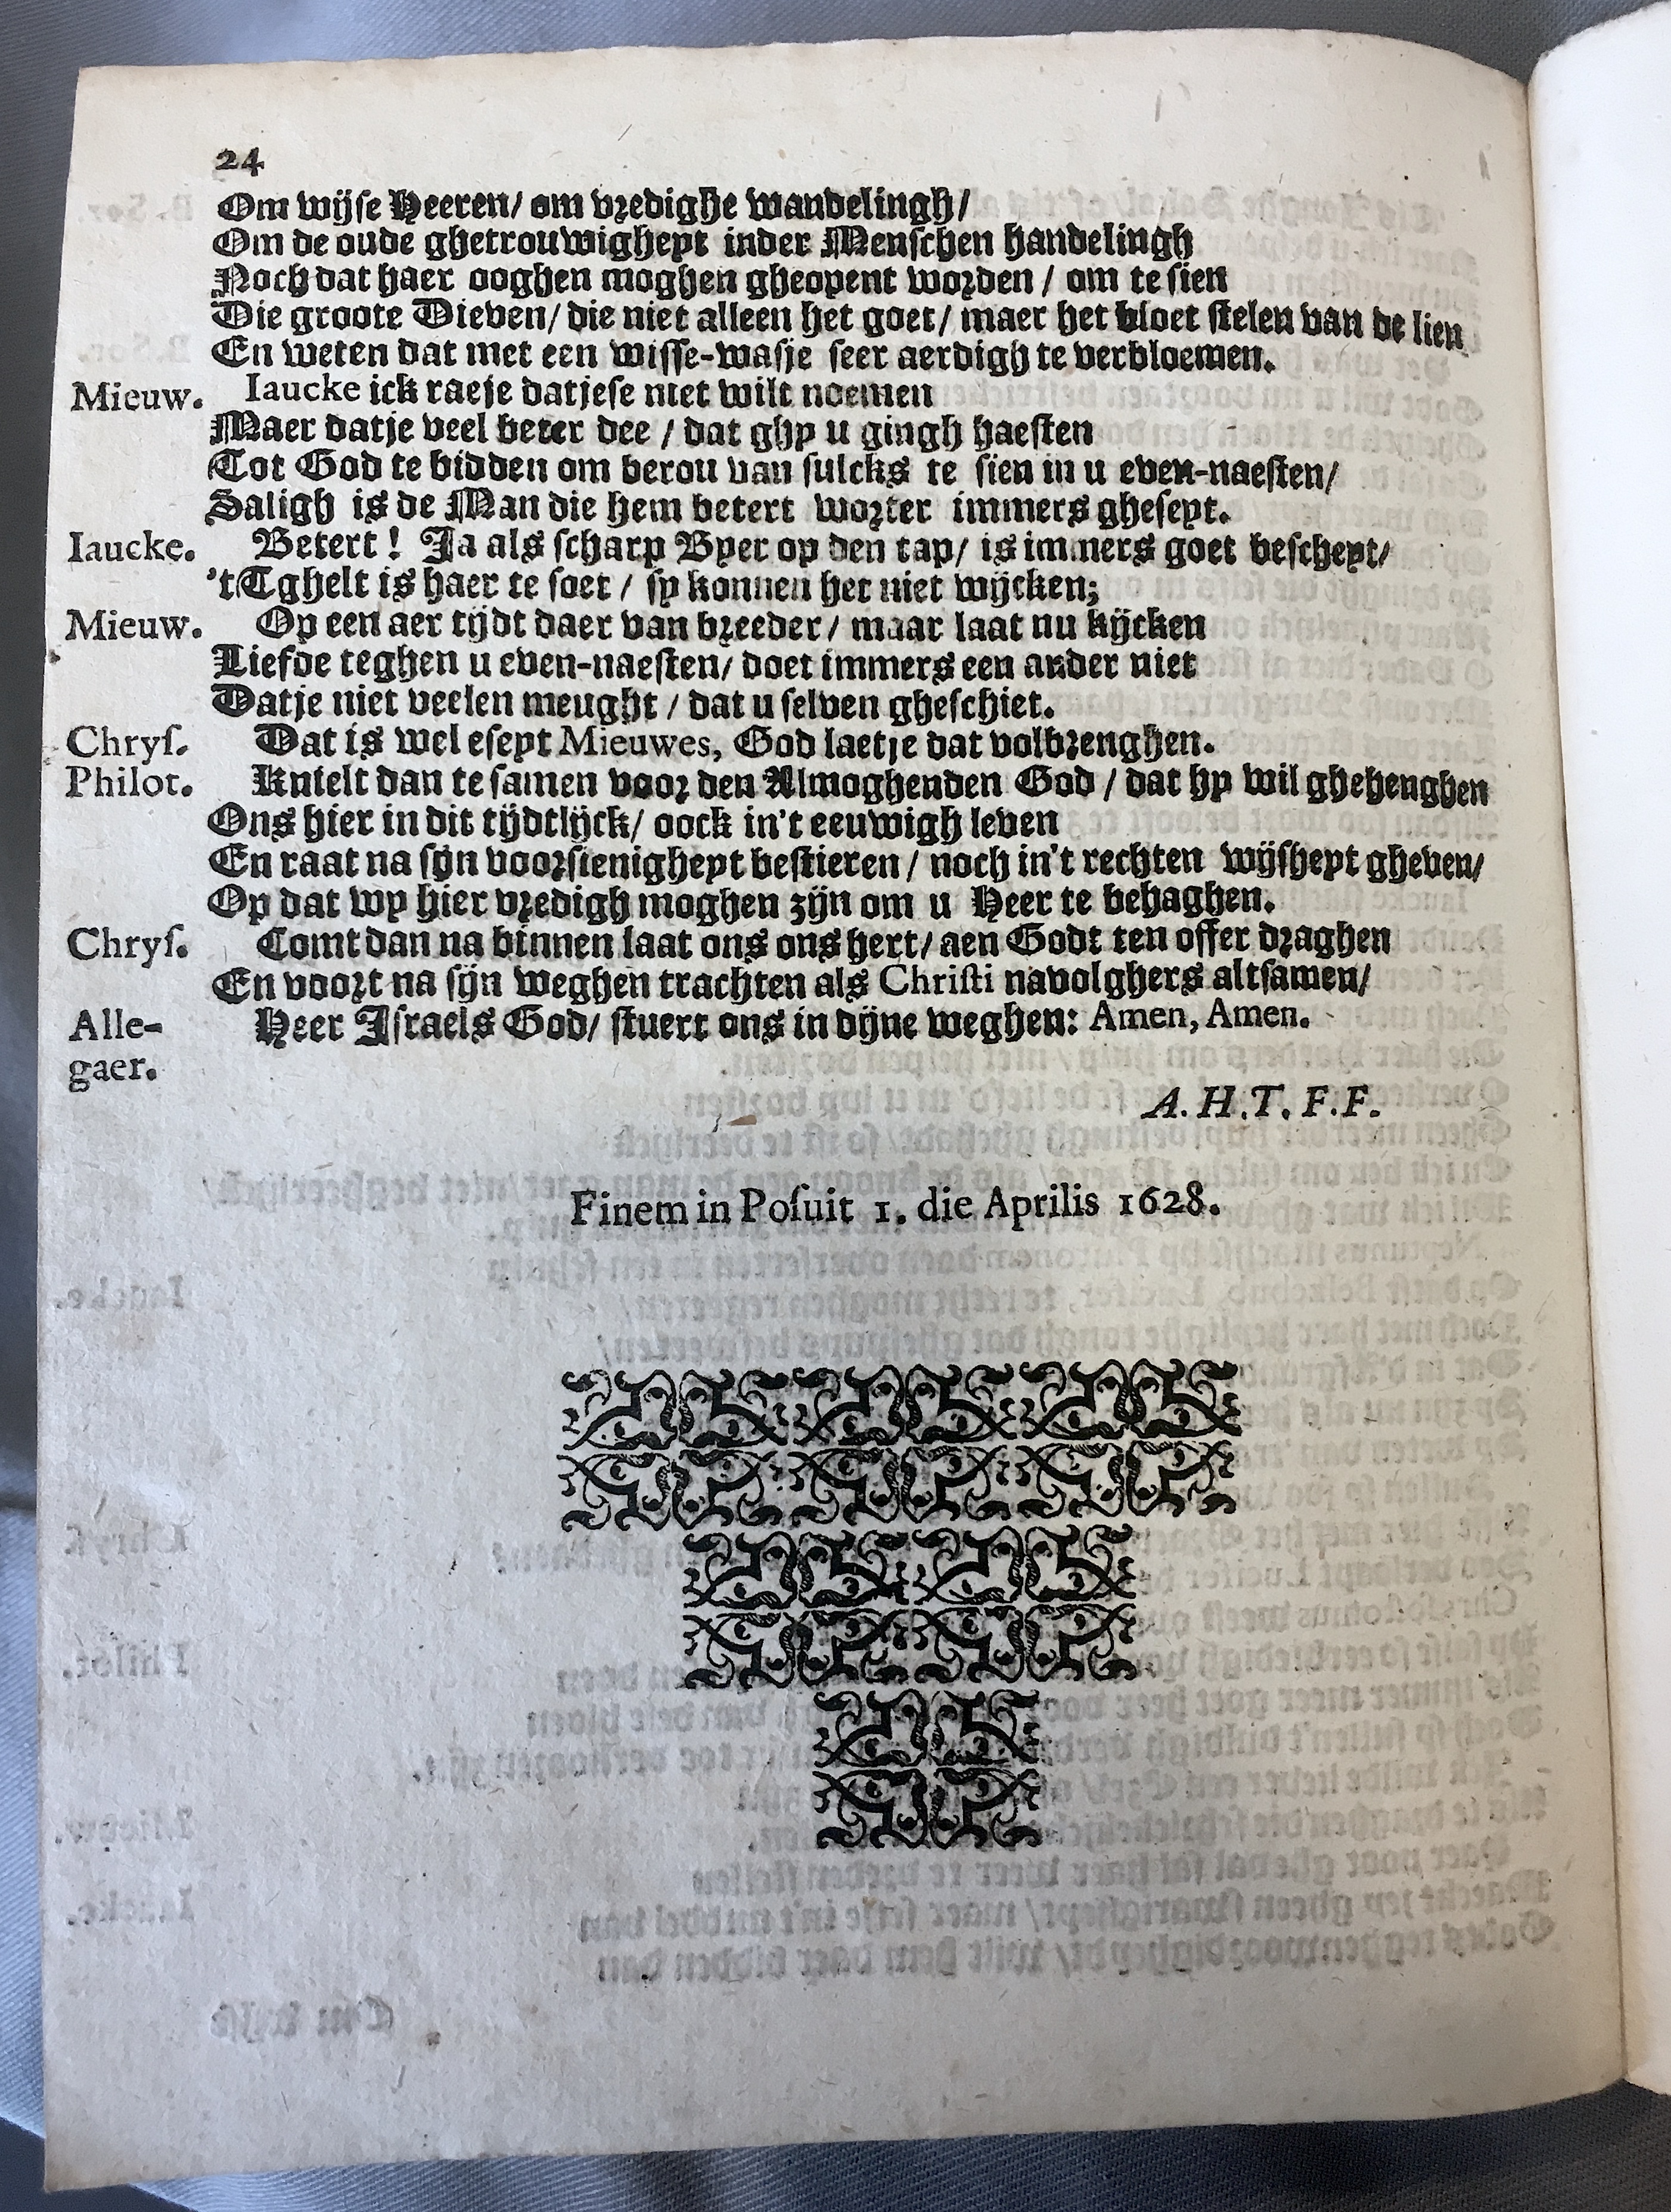 24
Om wijse Heeren/ om vredighe wandelingh/
Om de oude ghetrouwigheyt inder Menschen handelingh
Noch dat haer ooghen moghen gheopent worden / om te sien
Die groote Dieven/ die niet alleen het goet/ maer het bloet stelen van de lien
En weten dat met een wisse-wasje seer aerdigh te verbloemen.
Mieuw. Iaucke ick raeje datjese niet wilt noemen
Maer datje veel beter dee / dat ghy u gingh haesten
Tot God te bidden om berou van sulcks te sien in u even-naesten/
Saligh is de Man die hem betert worter immers gheseyt.
Iaucke. Betert! Ja als scharp Byer op den tap/ is immers goet bescheyt/
'tTghelt is haer te soet / sy konnen het niet wijcken;
Mieuw. Op een aer tijdt daer van breeder/ maar laat nu kijcken
Liefde teghen u even-naesten/ doet immers een ander niet
Datje niet veelen meught / dat u selven gheschiet.
Chrys. Dat is wel eseyt Mieuwes, God laetje dat volbrenghen.
Philot. Knielt dan te samen voor den Almoghenden God / dat hy wil ghehenghen
Ons hier in dit tijdtlijck/ oock in't eeuwigh leven
En raat na sijn voorsienigheyt bestieren / noch in't rechten wijsheyt gheven/
Op dat wy hier vredigh moghen zijn om u Heer te behaghen.
Chrys. Comt dan na binnen laat ons ons hert/ aen Godt ten offer draghen
En voort na sijn weghen trachten als Christi navolghers altsamen/
Alle- Heer Israels God/ stuert ons in dijne weghen: Amen, Amen.
gaer.
A. H. T. F. F.
Finem in Posuit 1. die Aprilis 1628.